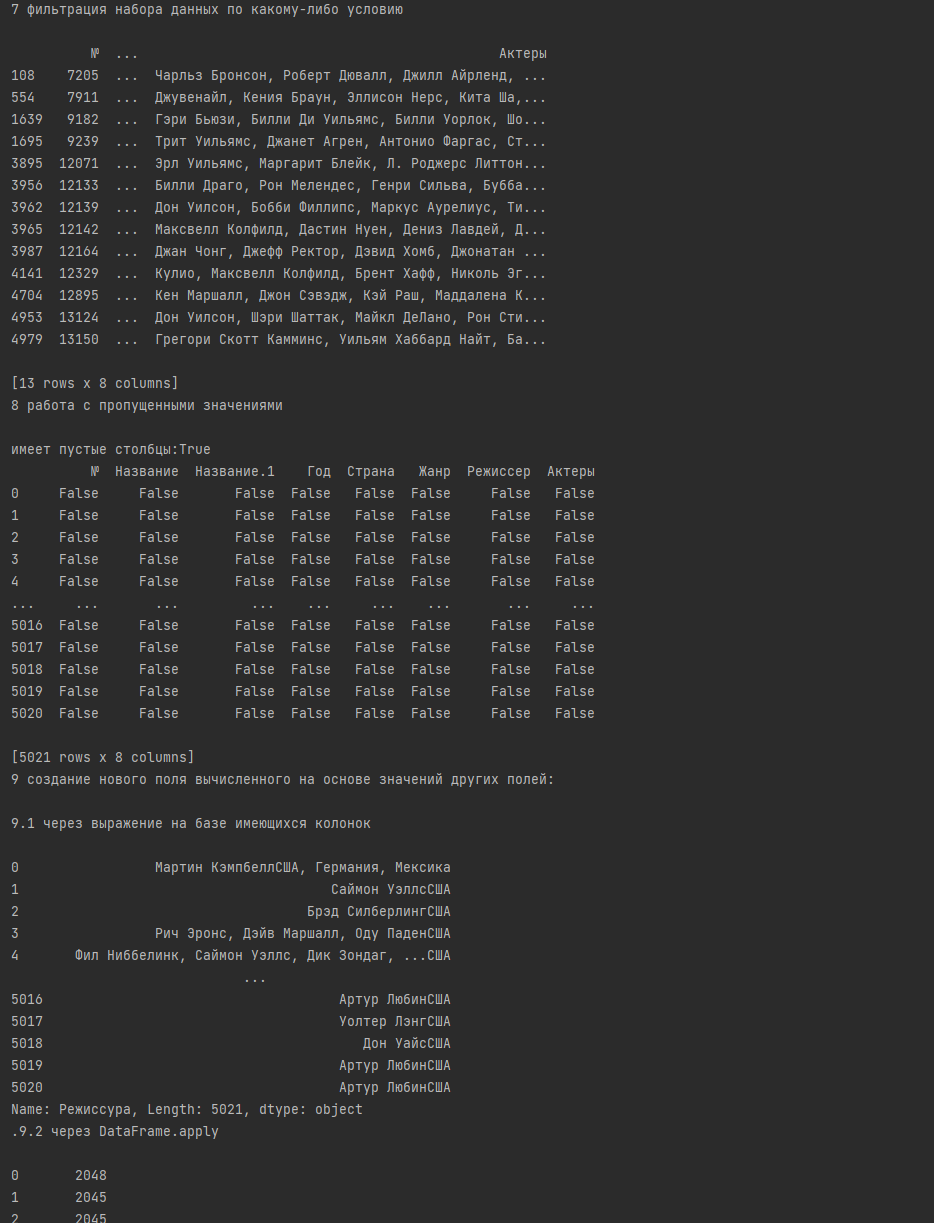 7 фильтрация набора данных по какому-либо условию
№ ... Актеры
108 7205 ... Чарльз Бронсон, Роберт Дювалл, Джилл Айрленд, ...
554 7911 ... Джувенайл, Кения Браун, Эллисон Нерс, Кита Ша,...
1639 9182 ... Гэри Бьюзи, Билли Ди Уильямс, Билли Уорлок, Шо...
1695 9239 ... Трит Уильямс, Джанет Агрен, Антонио Фаргас, Ст...
3895 12071 ... Эрл Уильямс, Маргарит Блейк, Л. Роджерс Литтон...
3956 12133 ... Билли Драго, Рон Мелендес, Генри Сильва, Бубба...
3962 12139 ... Дон Уилсон, Бобби Филлипс, Маркус Аурелиус, Ти...
3965 12142 ... Максвелл Колфилд, Дастин Нуен, Дениз Лавдей, Д...
3987 12164 ... Джан Чонг, Джефф Ректор, Дэвид Хомб, Джонатан ...
4141 12329 ... Кулио, Максвелл Колфилд, Брент Хафф, Николь Эг...
4704 12895 ... Кен Маршалл, Джон Сэвэдж, Кэй Раш, Маддалена К...
4953 13124 ... Дон Уилсон, Шэри Шаттак, Майкл ДеЛано, Рон Сти...
4979 13150 ... Грегори Скотт Камминс, Уильям Хаббард Найт, Ба...
[13 rows x 8 columns]
8 работа с пропущенными значениями
имеет пустые столбцы:True
№ Название Название.1 Год Страна Жанр Режиссер Актеры
0 False False False False False False False False
1 False False False False False False False False
2 False False False False False False False False
3 False False False False False False False False
4 False False False False False False False False
... ... ... ... ... ... ... ... ...
5016 False False False False False False False False
5017 False False False False False False False False
5018 False False False False False False False False
5019 False False False False False False False False
5020 False False False False False False False False
[5021 rows x 8 columns]
9 создание нового поля вычисленного на основе значений других полей:
9.1 через выражение на базе имеющихся колонок
0 Мартин КэмпбеллСША, Германия, Мексика
1 Саймон УэллсСША
2 Брэд СилберлингСША
3 Рич Эронс, Дэйв Маршалл, Оду ПаденСША
4 Фил Ниббелинк, Саймон Уэллс, Дик Зондаг, ...США
...
5016 Артур ЛюбинСША
5017 Уолтер ЛэнгСША
5018 Дон УайсСША
5019 Артур ЛюбинСША
5020 Артур ЛюбинСША
Name: Режиссура, Length: 5021, dtype: object
.9.2 через DataFrame.apply
0 2048
1 2045
2 2045